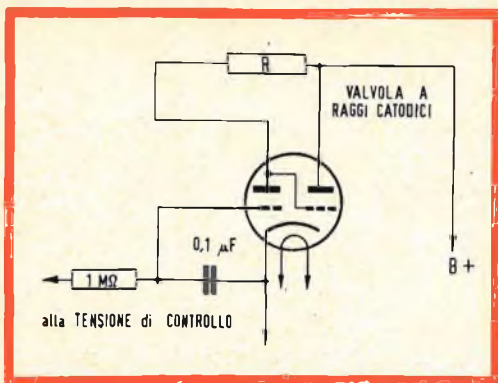 R
VALVOLA A
RAGGI CATODICI
0,1 µF
B+
1 MΩ
alla TENSIONE di CONTROLLO